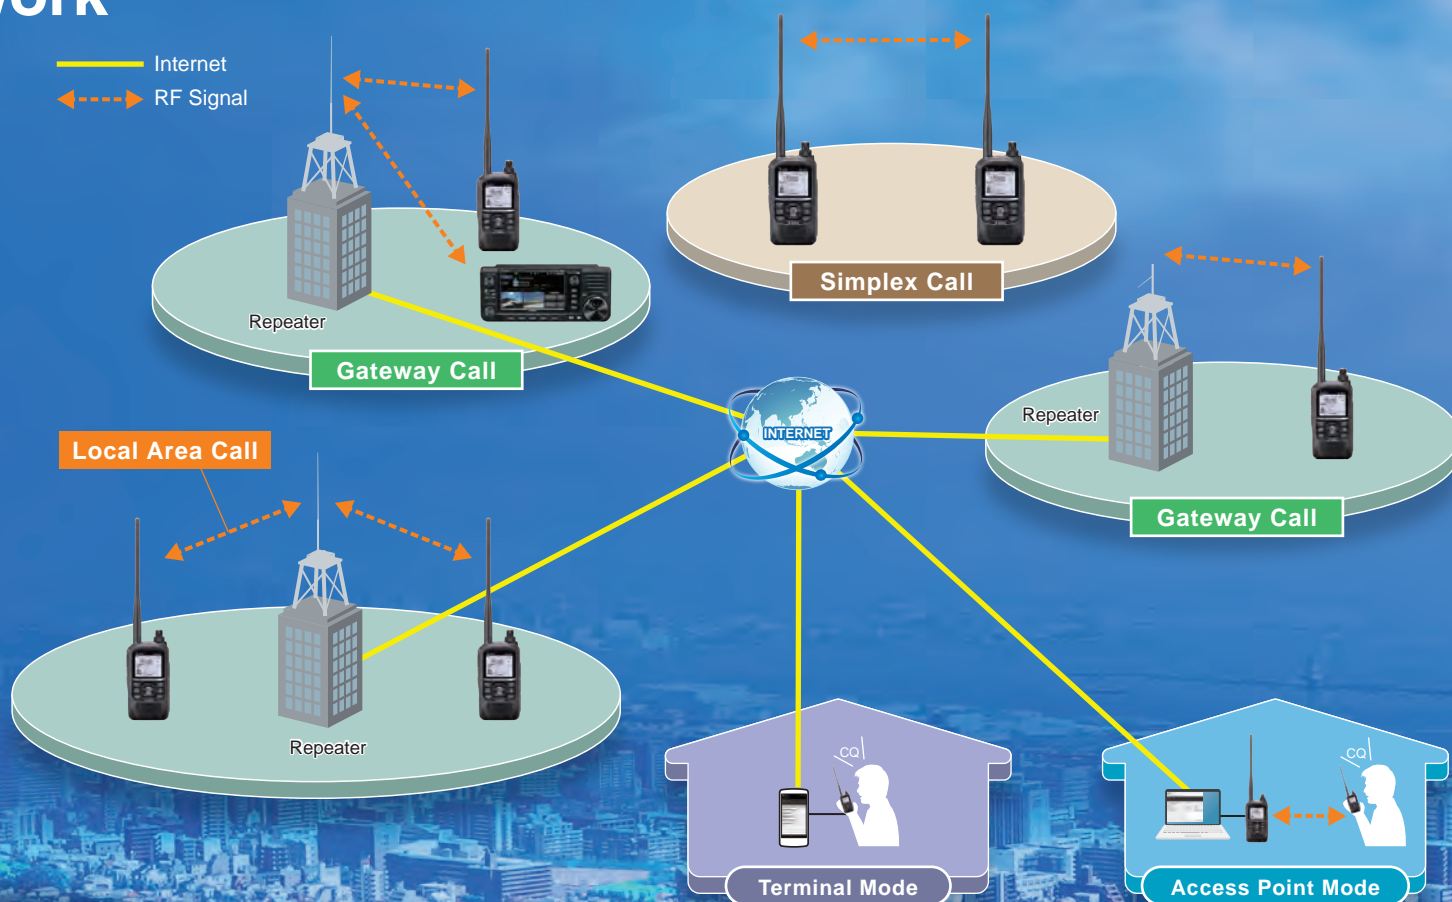 Internet
RF Signal
Simplex Call
Repeater
Gateway Call
Repeater
Gateway Call
INTERNET
Local Area Call
Repeater
CQ
Terminal Mode
CQ
Access Point Mode